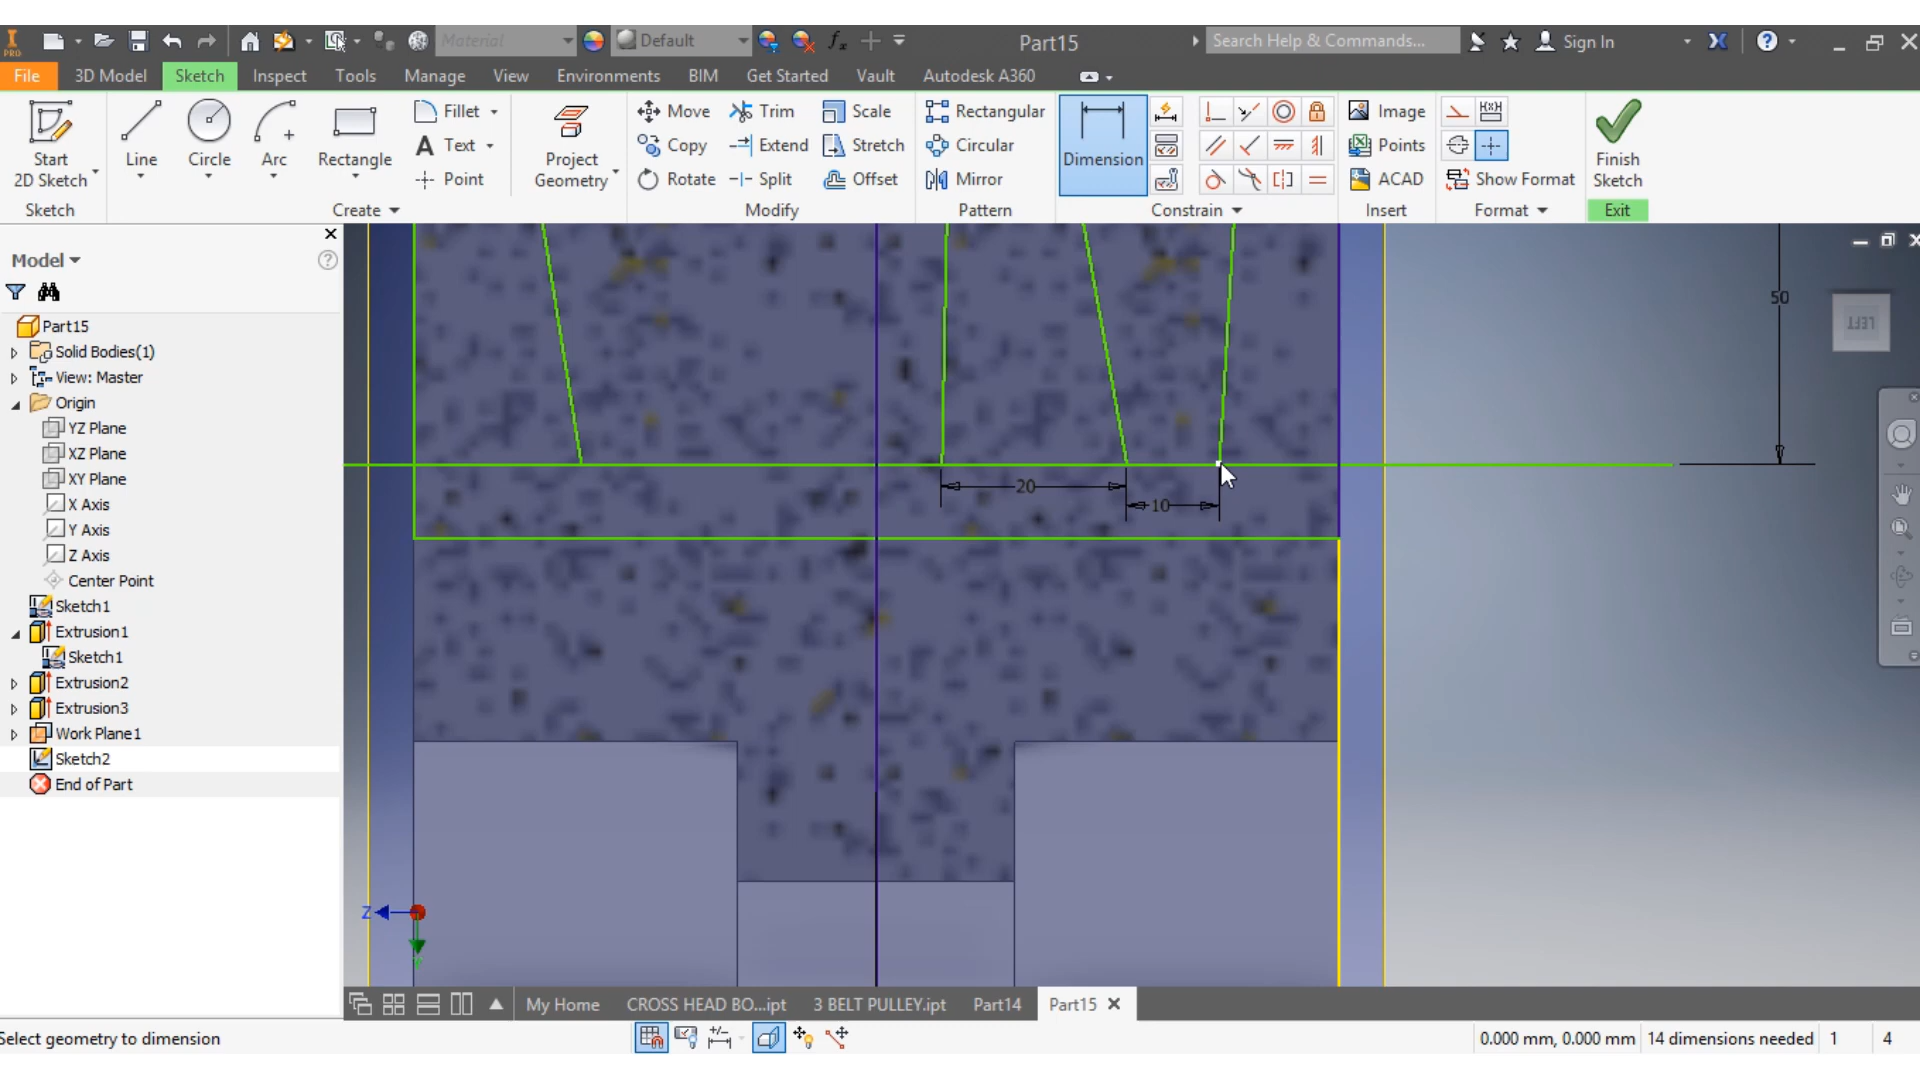 Material
Default
Part15
Search Help & Commands...
Sign In
PRO
File
3D Model
Sketch
Inspect
Tools
Manage
View
Environments
BIM
Get Started
Vault
Autodesk A360
Start
2D Sketch
Line
Circle
Arc
Rectangle
Fillet
Text
Point
Project
Geometry
Move
Copy
Rotate
Trim
Extend
Split
Scale
Stretch
Offset
Rectangular
Circular
Mirror
Dimension
Image
Points
ACAD
Show Format
Finish
Sketch
Sketch
Create
Modify
Pattern
Constrain
Insert
Format
Exit
Model
Part15
Solid Bodies(1)
View: Master
Origin
YZ Plane
XZ Plane
XY Plane
X Axis
Y Axis
Z Axis
Center Point
Sketch1
Extrusion1
Sketch1
Extrusion2
Extrusion3
Work Plane1
Sketch2
End of Part
50
LEFT
20
10
Z
Y
My Home
CROSS HEAD BO...ipt
3 BELT PULLEY.ipt
Part14
Part15
Select geometry to dimension
0.000 mm, 0.000 mm
14 dimensions needed
1
4